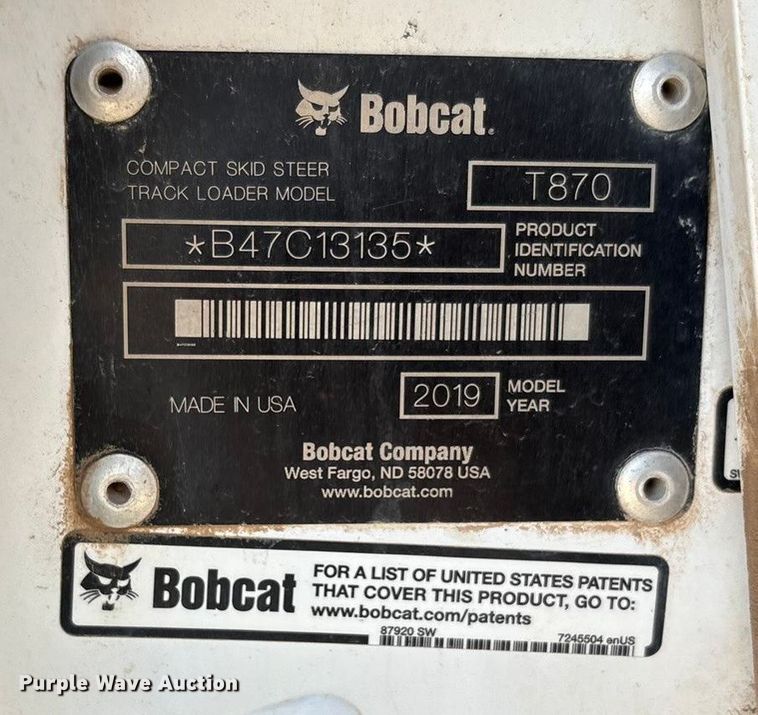 Bobcat.
COMPACT SKID STEER
TRACK LOADER MODEL
T870
*B47C13135*
PRODUCT
IDENTIFICATION
NUMBER
MADE IN USA
2019
MODEL
YEAR
Bobcat Company
West Fargo, ND 58078 USA
www.bobcat.com
Bobcat
FOR A LIST OF UNITED STATES PATENTS
THAT COVER THIS PRODUCT, GO TO:
www.bobcat.com/patents
87920 SW
7245504 enUS
Purple Wave Auction